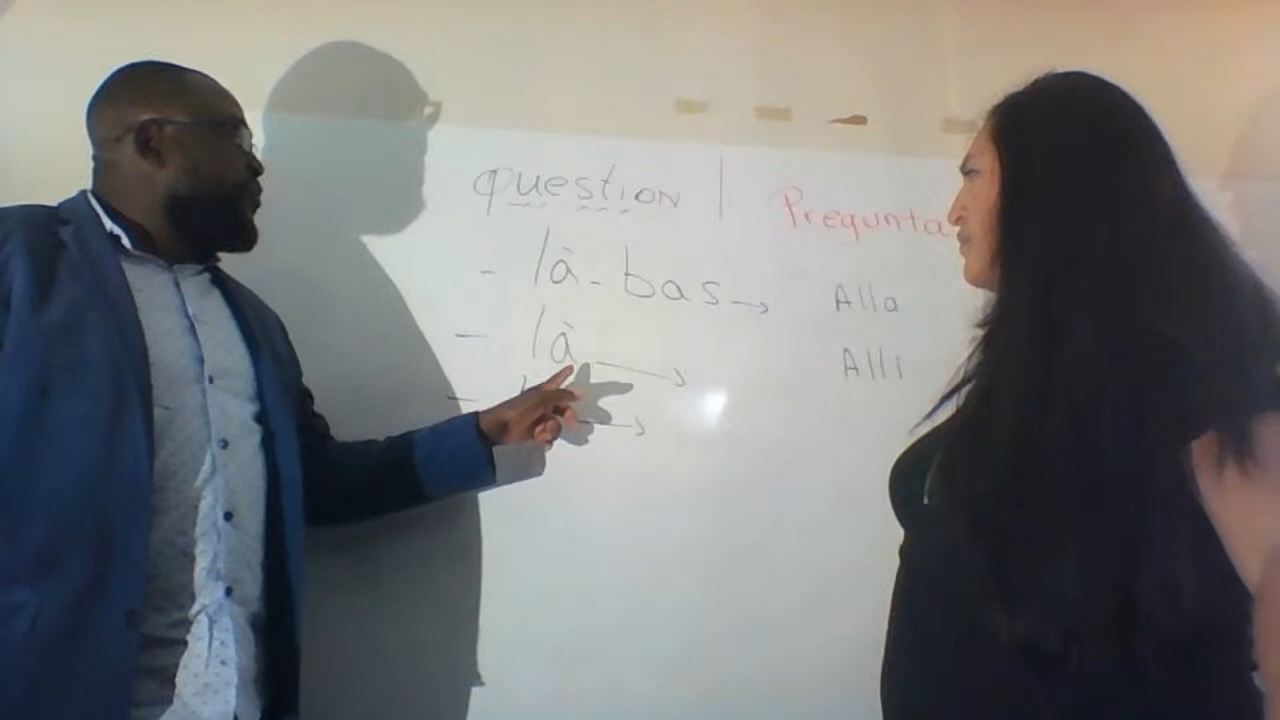 question | Pregunta
- là-bas → Alla
- là → Alli